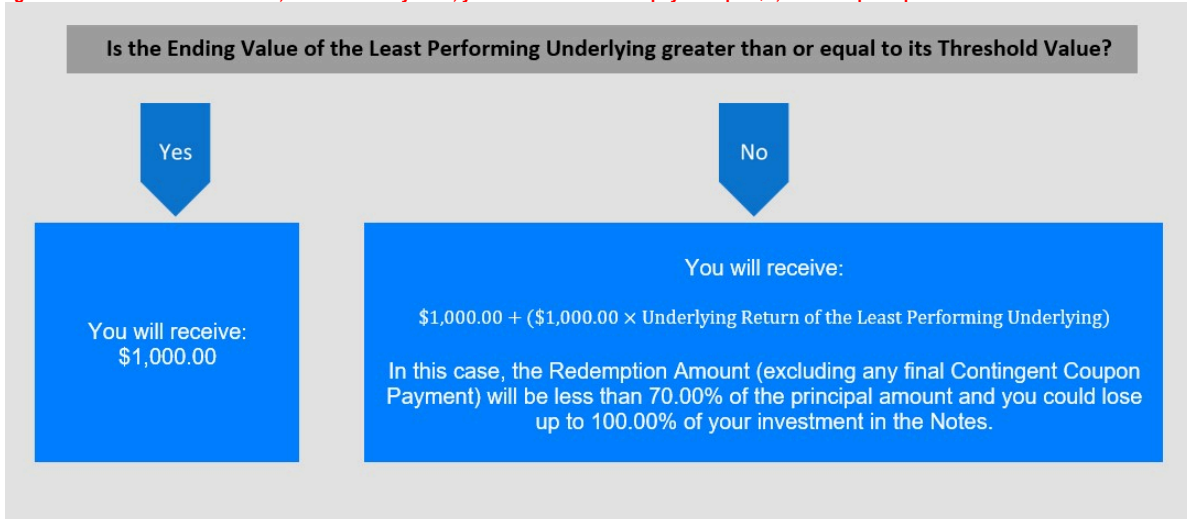 Is the Ending Value of the Least Performing Underlying greater than or equal to its Threshold Value?
Yes
No
You will receive:
$1,000.00
You will receive:
$1,000.00 + ($1,000.00 × Underlying Return of the Least Performing Underlying)
In this case, the Redemption Amount (excluding any final Contingent Coupon
Payment) will be less than 70.00% of the principal amount and you could lose
up to 100.00% of your investment in the Notes.